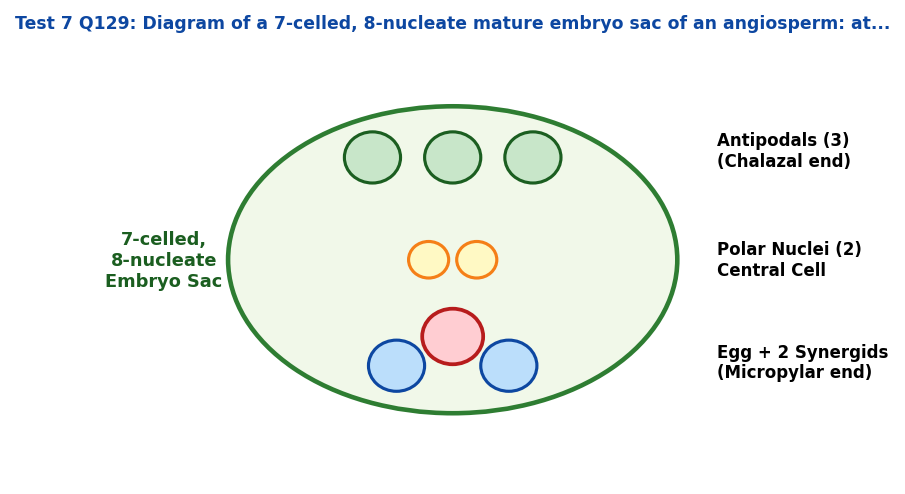 Test 7 Q129: Diagram of a 7-celled, 8-nucleate mature embryo sac of an angiosperm: at...
Antipodals (3)
(Chalazal end)
7-celled,
8-nucleate
Embryo Sac
Polar Nuclei (2)
Central Cell
Egg + 2 Synergids
(Micropylar end)